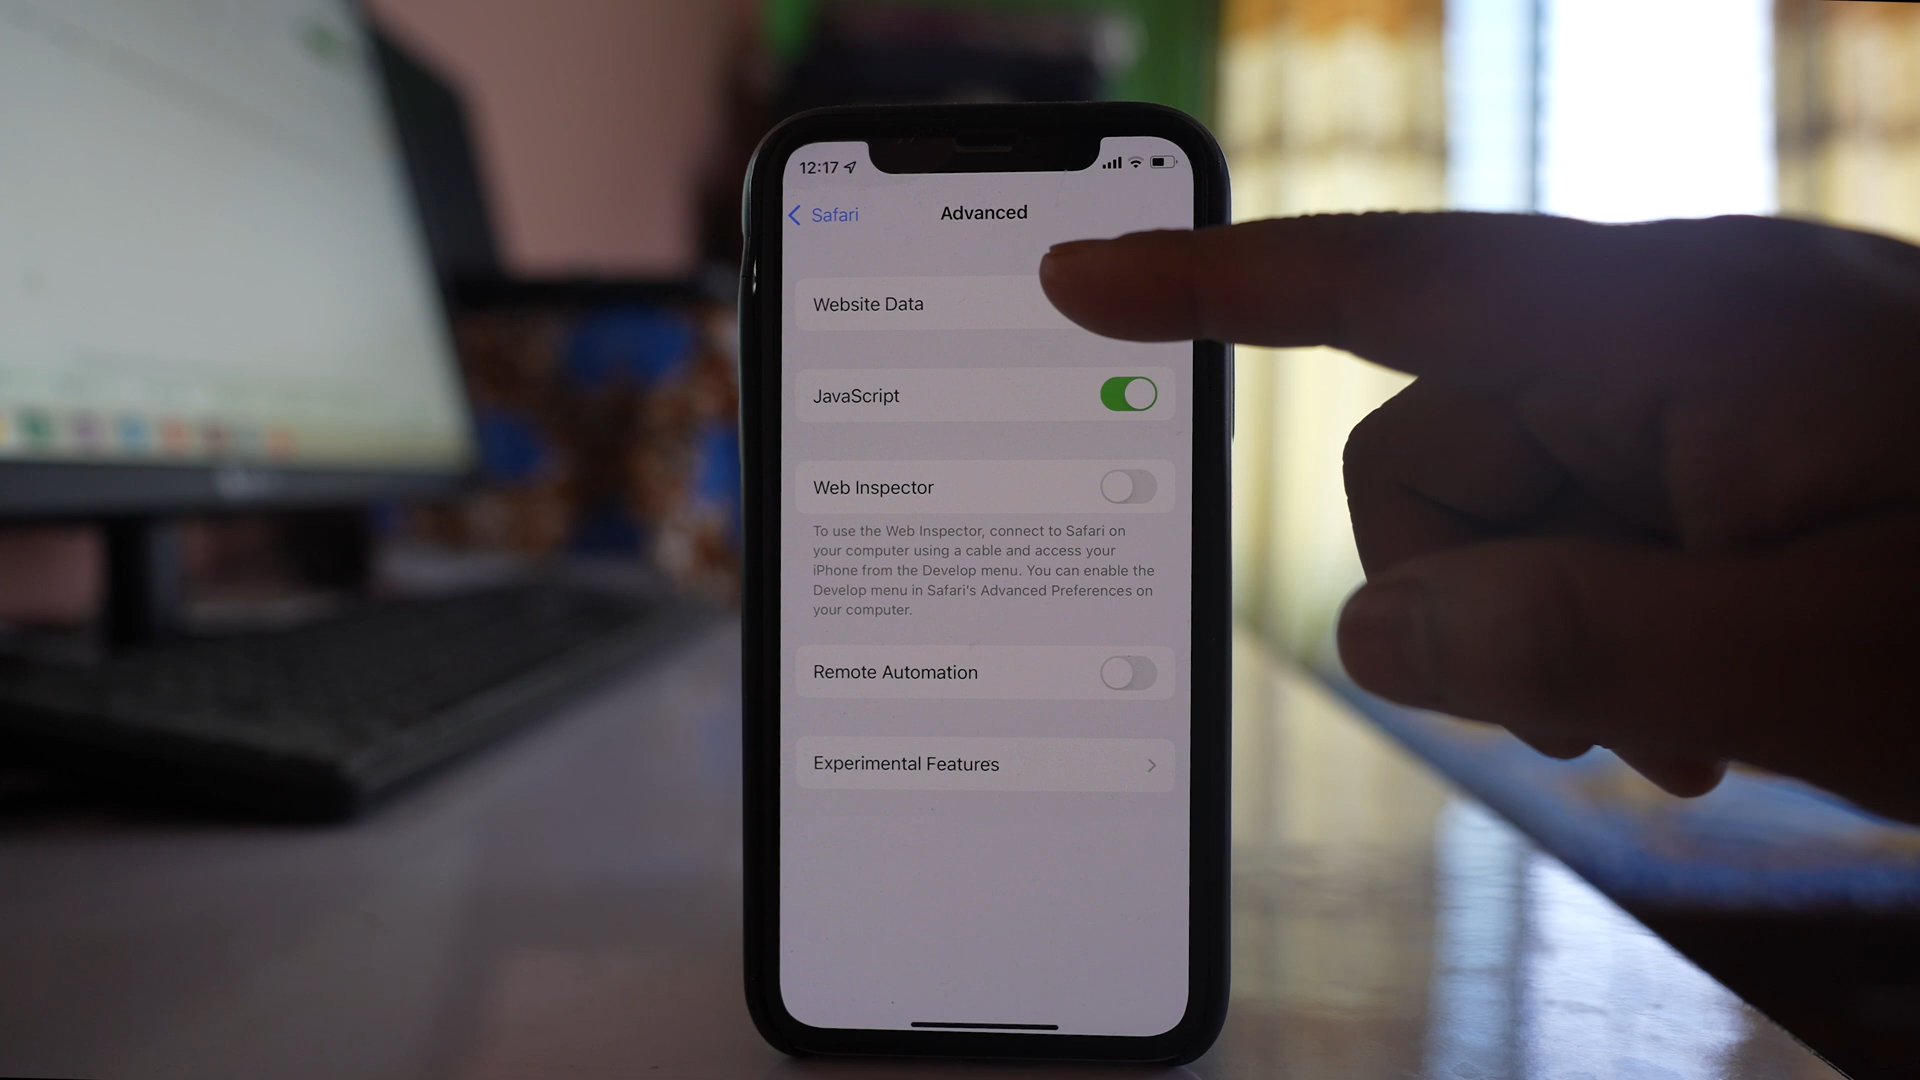 12:17
Safari
Advanced
Website Data
JavaScript
Web Inspector
To use the Web Inspector, connect to Safari on
your computer using a cable and access your
iPhone from the Develop menu. You can enable the
Develop menu in Safari's Advanced Preferences on
your computer.
Remote Automation
Experimental Features